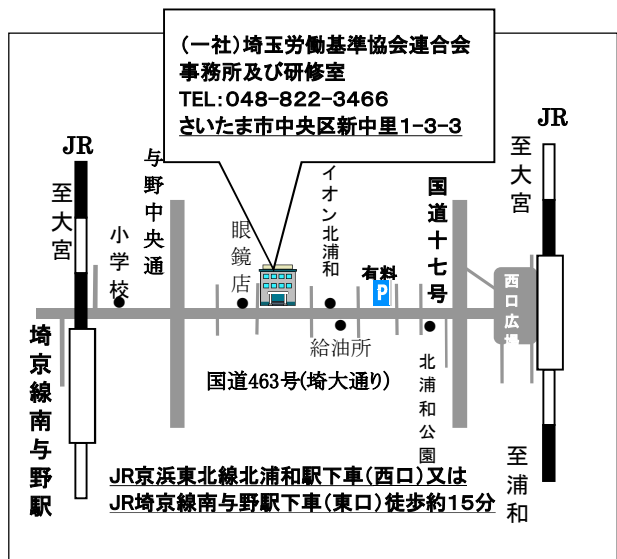 (一社)埼玉労働基準協会連合会
事務所及び研修室
TEL:048-822-3466
さいたま市中央区新中里1-3-3
JR
至大宮
小学校
与野中央通
眼鏡店
イオン北浦和
有料
P
国道十七号
JR
至大宮
西口広場
給油所
北浦和公園
国道463号(埼大通り)
埼京線南与野駅
至浦和
JR京浜東北線北浦和駅下車(西口)又は
JR埼京線南与野駅下車(東口)徒歩約15分